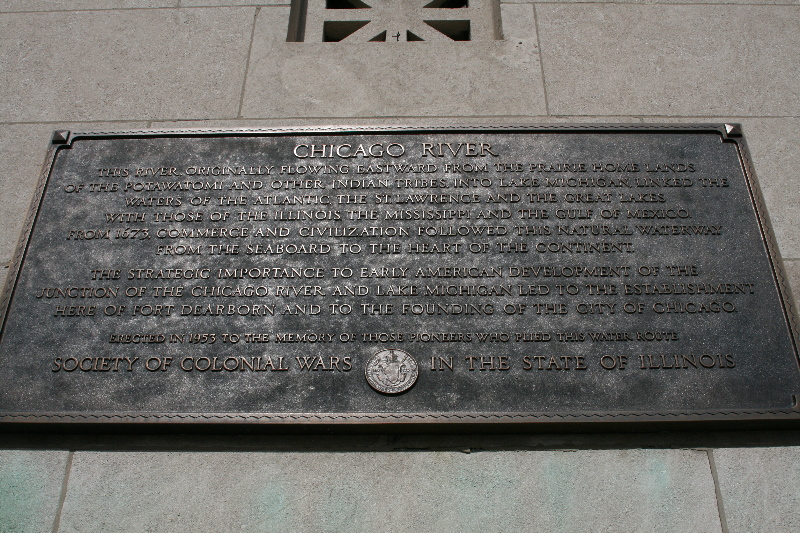 CHICAGO RIVER
THIS RIVER, ORIGINALLY FLOWING EASTWARD FROM THE PRAIRIE HOME LANDS
OF THE POTAWATOMY AND OTHER INDIAN TRIBES, INTO LAKE MICHIGAN, LINKED THE
WATERS OF THE ATLANTIC, THE ST. LAWRENCE AND THE GREAT LAKES
WITH THOSE OF THE ILLINOIS, THE MISSISSIPPI AND THE GULF OF MEXICO.
FROM 1673, COMMERCE AND CIVILIZATION FOLLOWED THIS NATURAL WATERWAY
FROM THE SEABOARD TO THE HEART OF THE CONTINENT.
THE STRATEGIC IMPORTANCE TO EARLY AMERICAN DEVELOPMENT OF THE
JUNCTION OF THE CHICAGO RIVER AND LAKE MICHIGAN LED TO THE ESTABLISHMENT
HERE OF FORT DEARBORN AND TO THE FOUNDING OF THE CITY OF CHICAGO.
ERECTED IN 1953 TO THE MEMORY OF THOSE PIONEERS WHO PLIED THIS WATER ROUTE
SOCIETY OF COLONIAL WARS IN THE STATE OF ILLINOIS